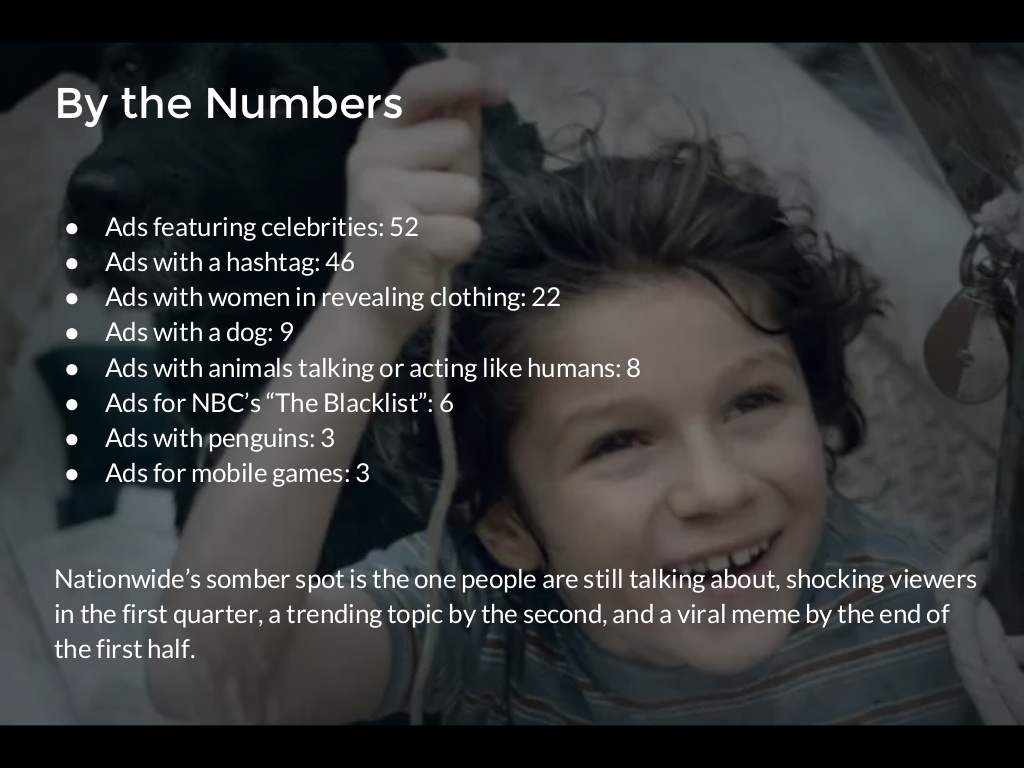 By the Numbers
● Ads featuring celebrities: 52
● Ads with a hashtag: 46
● Ads with women in revealing clothing: 22
● Ads with a dog: 9
● Ads with animals talking or acting like humans: 8
● Ads for NBC’s “The Blacklist”: 6
● Ads with penguins: 3
● Ads for mobile games: 3
Nationwide’s somber spot is the one people are still talking about, shocking viewers
in the first quarter, a trending topic by the second, and a viral meme by the end of
the first half.